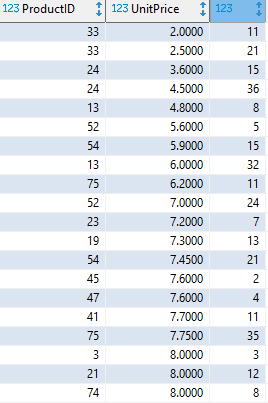 123 ProductID 123 UnitPrice 123
33 2.0000 11
33 2.5000 21
24 3.6000 15
24 4.5000 36
13 4.8000 8
52 5.6000 5
54 5.9000 15
13 6.0000 32
75 6.2000 11
52 7.0000 24
23 7.2000 7
19 7.3000 13
54 7.4500 21
45 7.6000 2
47 7.6000 4
41 7.7000 11
75 7.7500 35
3 8.0000 3
21 8.0000 12
74 8.0000 8